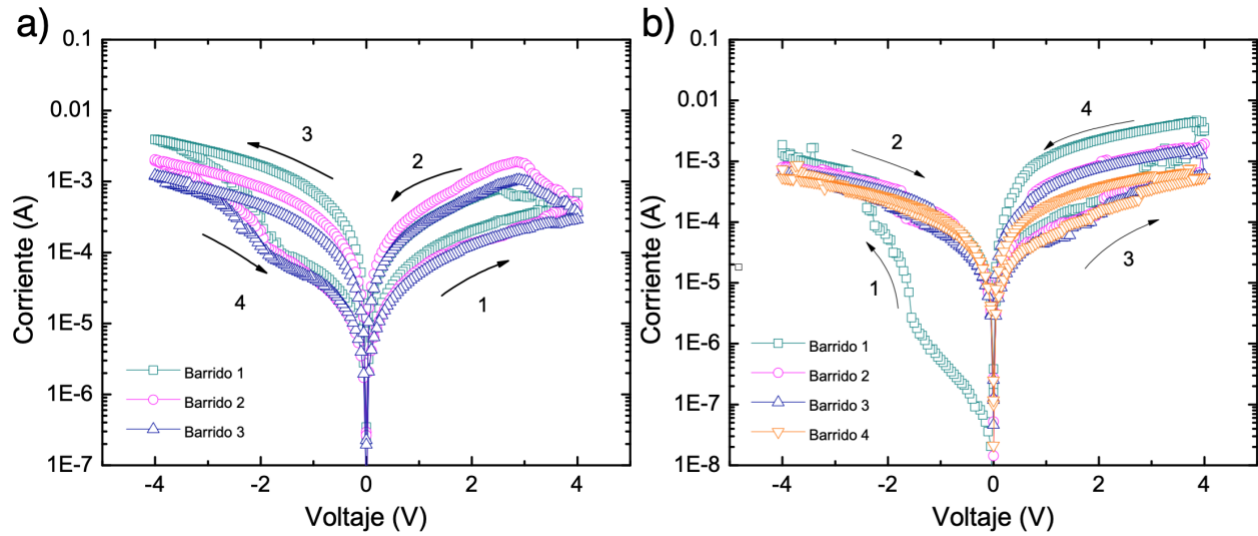 a)
0.1
0.01
1E-3
1E-4
1E-5
1E-6
1E-7
Corriente (A)
3
2
4
1
Barrido 1
Barrido 2
Barrido 3
-4 -2 0 2 4
Voltaje (V)
b)
0.1
0.01
1E-3
1E-4
1E-5
1E-6
1E-7
1E-8
Corriente (A)
2
4
1
3
Barrido 1
Barrido 2
Barrido 3
Barrido 4
-4 -2 0 2 4
Voltaje (V)